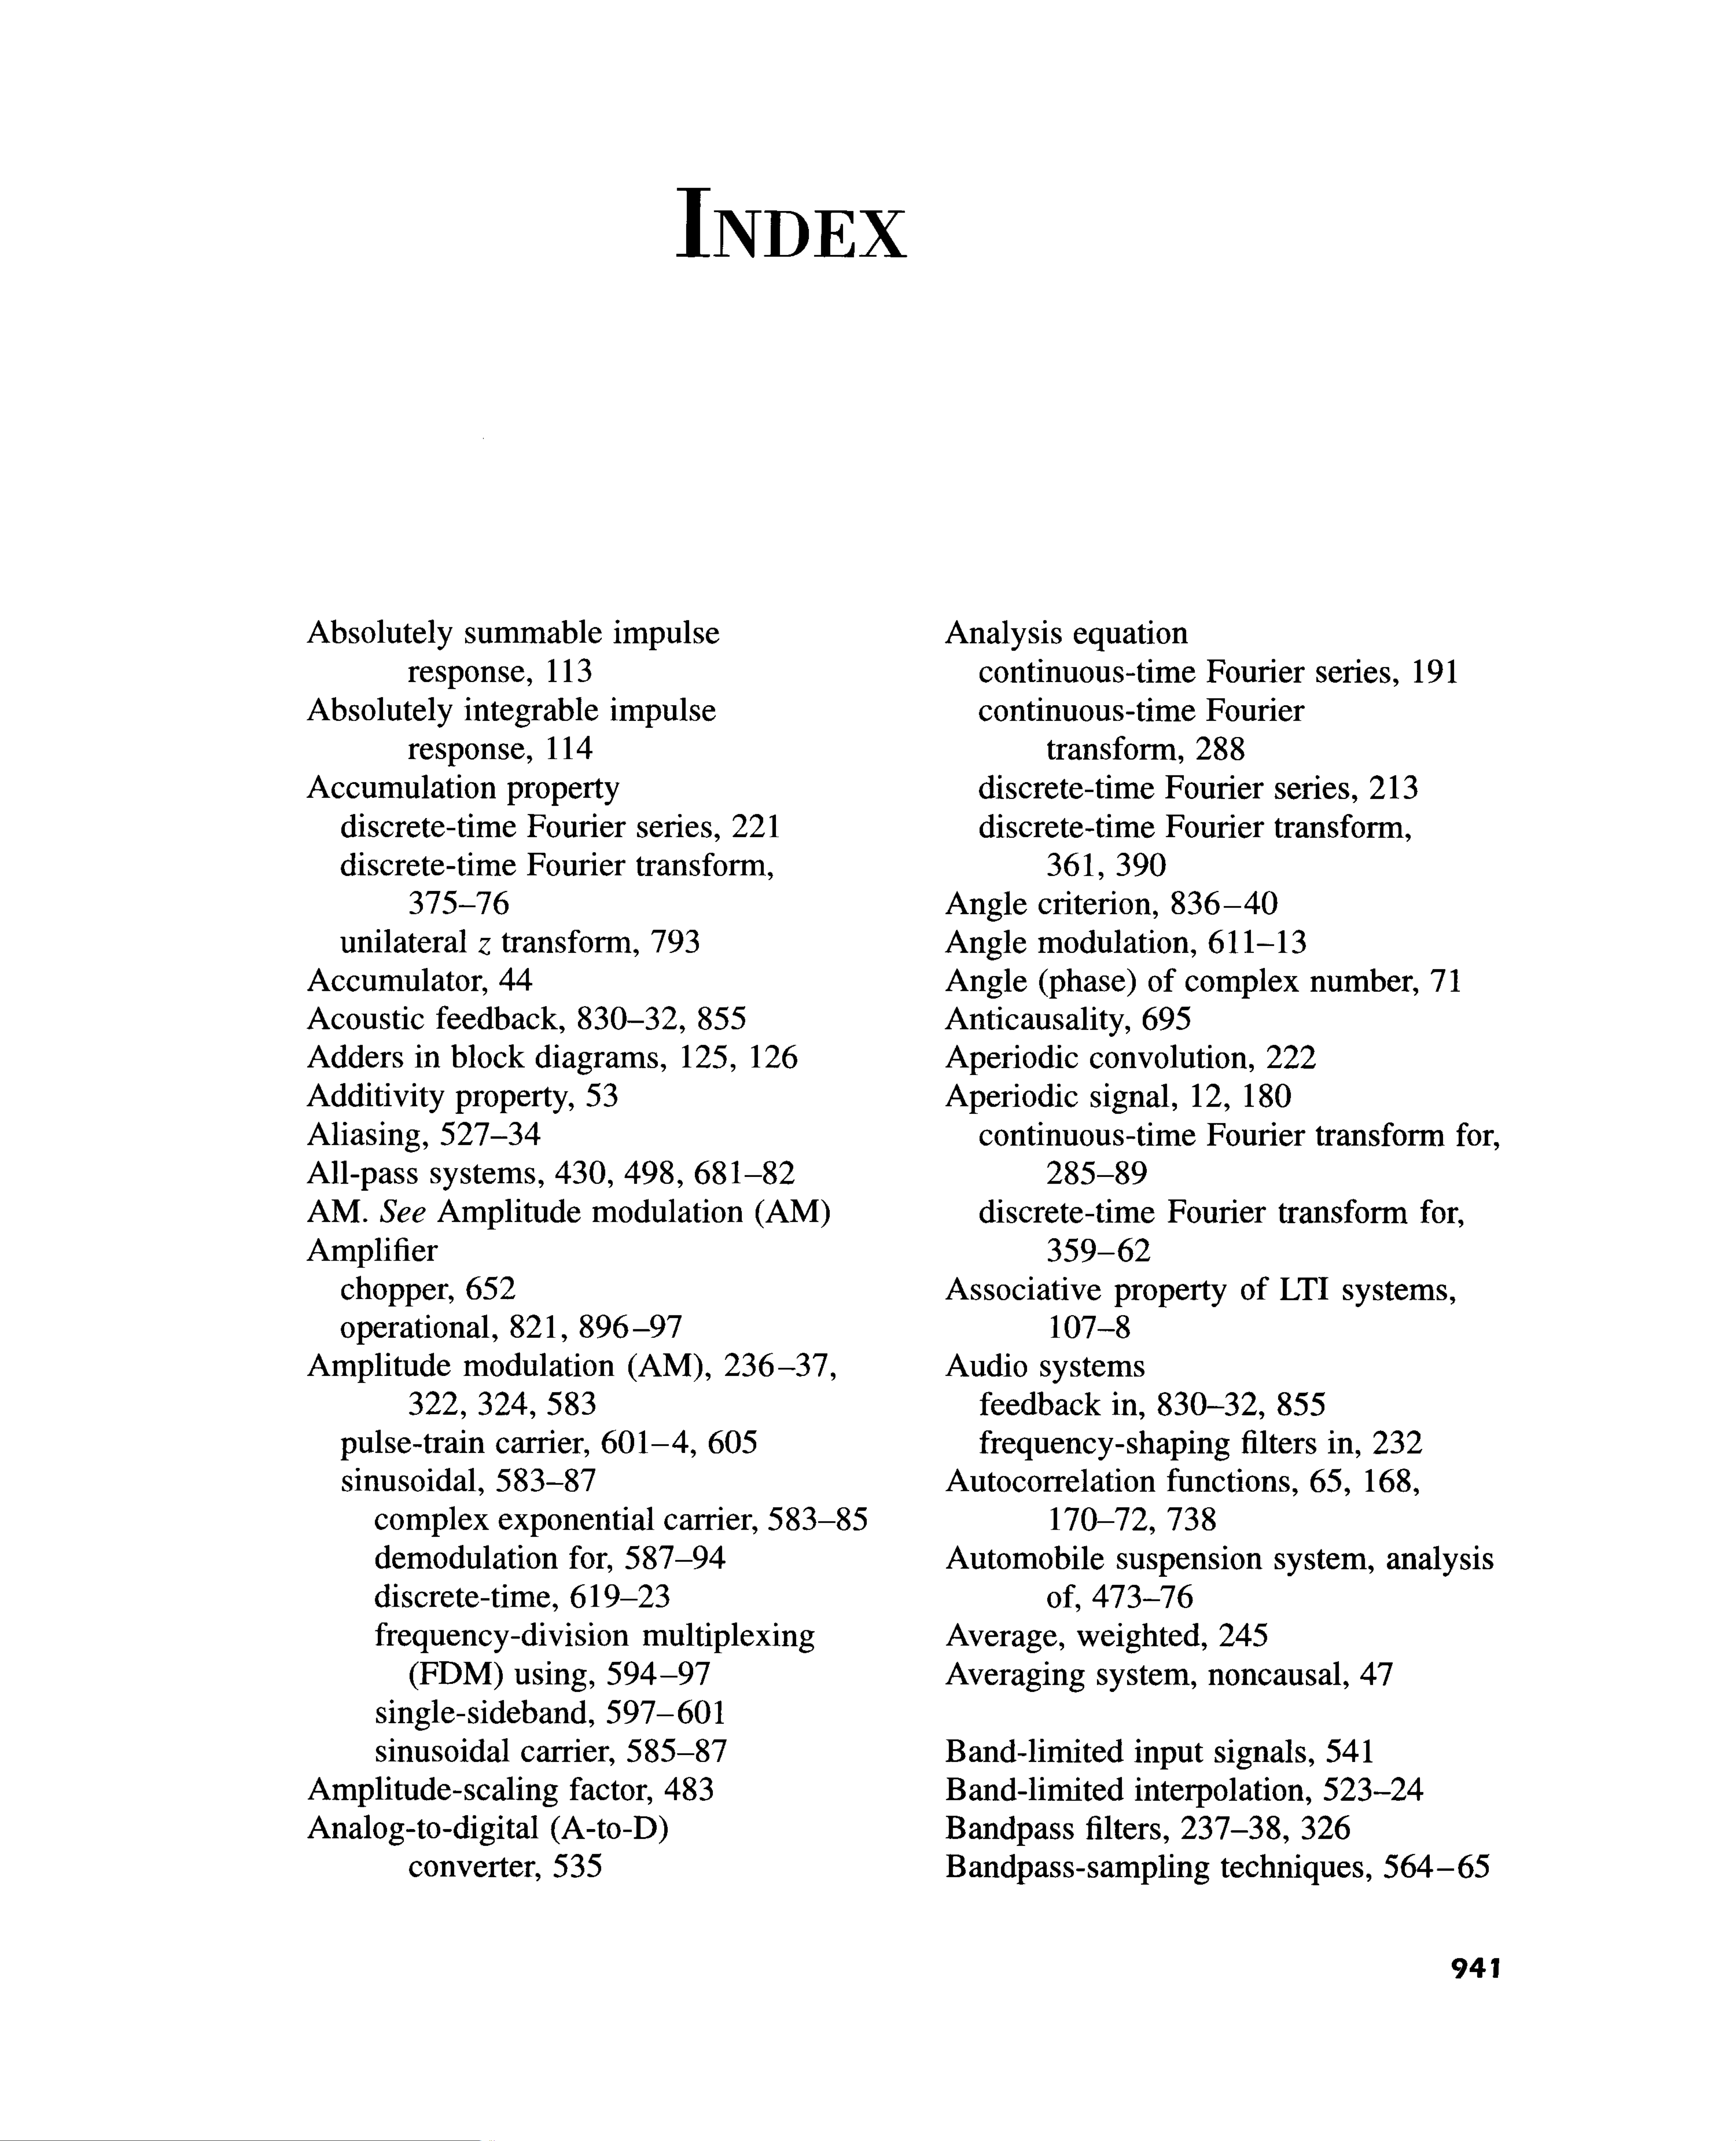 INDEX
Absolutely summable impulse
response, 113
Absolutely integrable impulse
response, 114
Accumulation property
discrete-time Fourier series, 221
discrete-time Fourier transform,
375–76
unilateral z transform, 793
Accumulator, 44
Acoustic feedback, 830–32, 855
Adders in block diagrams, 125, 126
Additivity property, 53
Aliasing, 527–34
All-pass systems, 430, 498, 681–82
AM. See Amplitude modulation (AM)
Amplifier
chopper, 652
operational, 821, 896–97
Amplitude modulation (AM), 236–37,
322, 324, 583
pulse-train carrier, 601–4, 605
sinusoidal, 583–87
complex exponential carrier, 583–85
demodulation for, 587–94
discrete-time, 619–23
frequency-division multiplexing
(FDM) using, 594–97
single-sideband, 597–601
sinusoidal carrier, 585–87
Amplitude-scaling factor, 483
Analog-to-digital (A-to-D)
converter, 535
Analysis equation
continuous-time Fourier series, 191
continuous-time Fourier
transform, 288
discrete-time Fourier series, 213
discrete-time Fourier transform,
361, 390
Angle criterion, 836–40
Angle modulation, 611–13
Angle (phase) of complex number, 71
Anticausality, 695
Aperiodic convolution, 222
Aperiodic signal, 12, 180
continuous-time Fourier transform for,
285–89
discrete-time Fourier transform for,
359–62
Associative property of LTI systems,
107–8
Audio systems
feedback in, 830–32, 855
frequency-shaping filters in, 232
Autocorrelation functions, 65, 168,
170–72, 738
Automobile suspension system, analysis
of, 473–76
Average, weighted, 245
Averaging system, noncausal, 47
Band-limited input signals, 541
Band-limited interpolation, 523–24
Bandpass filters, 237–38, 326
Bandpass-sampling techniques, 564–65
941